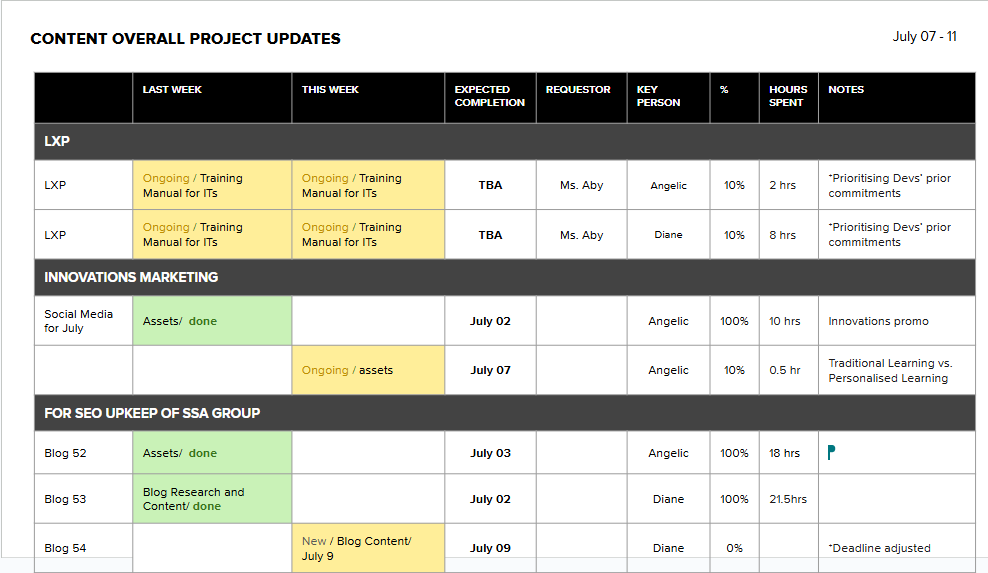 CONTENT OVERALL PROJECT UPDATES
July 07 - 11
LAST WEEK
THIS WEEK
EXPECTED
COMPLETION
REQUESTOR
KEY
PERSON
%
HOURS
SPENT
NOTES
LXP
LXP
Ongoing / Training
Manual for ITs
Ongoing / Training
Manual for ITs
TBA
Ms. Aby
Angelic
10%
2 hrs
*Prioritising Devs' prior
commitments
LXP
Ongoing / Training
Manual for ITs
Ongoing / Training
Manual for ITs
TBA
Ms. Aby
Diane
10%
8 hrs
*Prioritising Devs' prior
commitments
INNOVATIONS MARKETING
Social Media
for July
Assets/ done
July 02
Angelic
100%
10 hrs
Innovations promo
Ongoing / assets
July 07
Angelic
10%
0.5 hr
Traditional Learning vs.
Personalised Learning
FOR SEO UPKEEP OF SSA GROUP
Blog 52
Assets/ done
July 03
Angelic
100%
18 hrs
Blog 53
Blog Research and
Content/ done
July 02
Diane
100%
21.5hrs
Blog 54
New / Blog Content/
July 9
July 09
Diane
0%
*Deadline adjusted